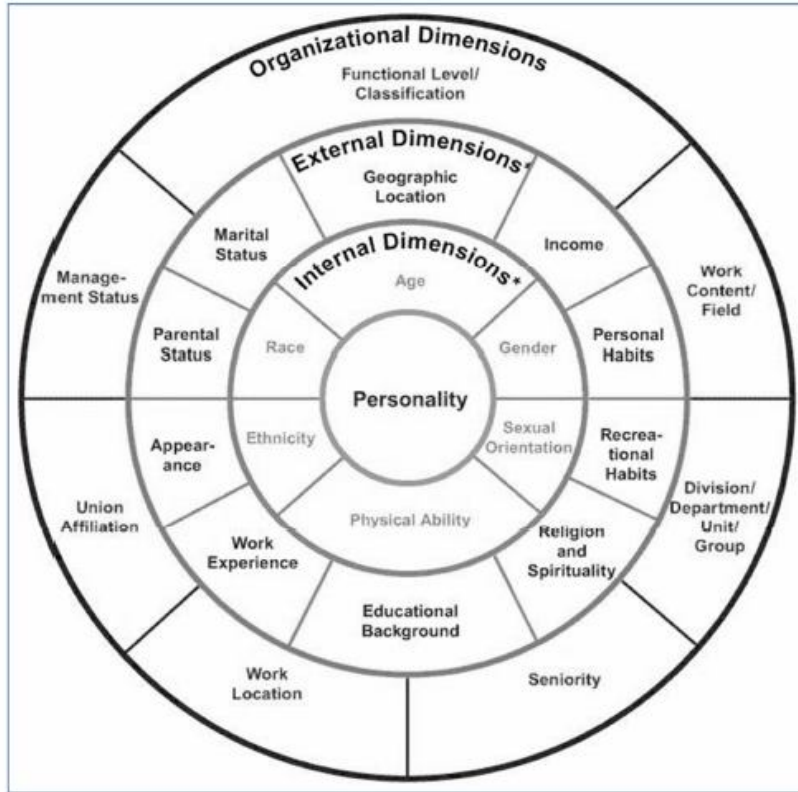 Organizational Dimensions
Functional Level/
Classification
External Dimensions*
Geographic
Location
Marital
Status
Income
Internal Dimensions*
Age
Manage-
ment Status
Work
Content/
Field
Parental
Status
Race
Gender
Personal
Habits
Personality
Appear-
ance
Ethnicity
Sexual
Orientation
Recrea-
tional
Habits
Union
Affiliation
Division/
Department/
Unit/
Group
Physical Ability
Work
Experience
Religion
and
Spirituality
Educational
Background
Work
Location
Seniority